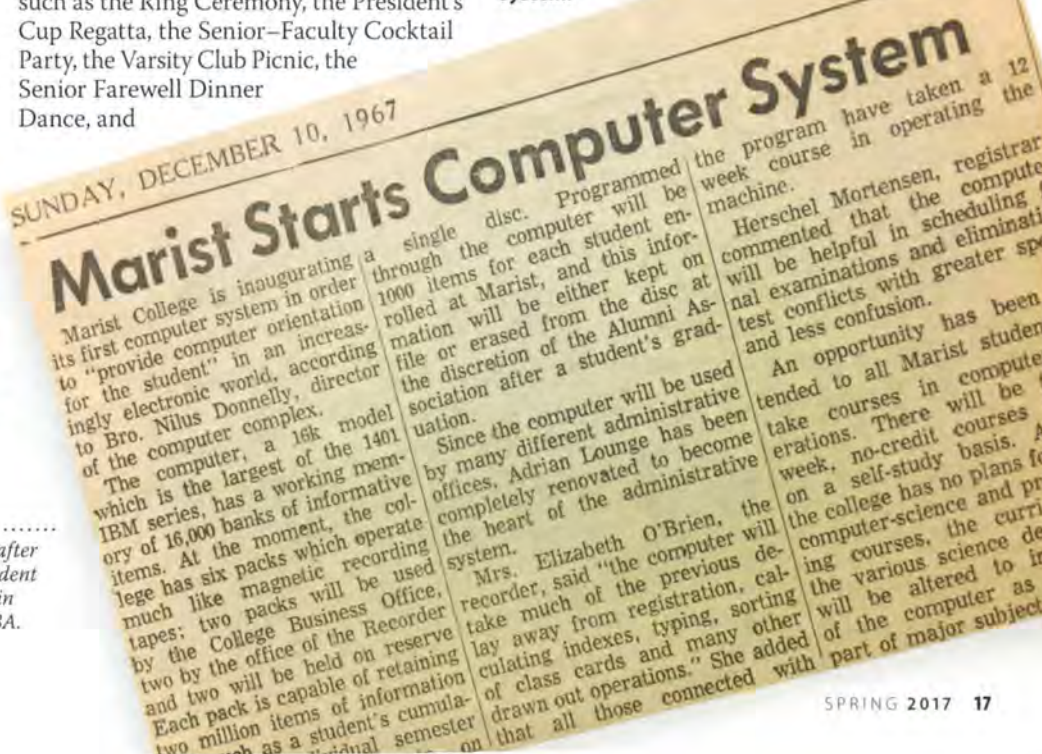 such as the Ring Ceremony, the President's
Cup Regatta, the Senior–Faculty Cocktail
Party, the Varsity Club Picnic, the
Senior Farewell Dinner
Dance, and
after
dent
in
BA.
SUNDAY, DECEMBER 10, 1967
Marist Starts Computer System
Marist College is inaugurating
its first computer system in order
to "provide computer orientation
for the student" in an increas-
ingly electronic world, according
to Bro. Nilus Donnelly, director
of the computer complex.
The computer, a 16k model
which is the largest of the 1401
IBM series, has a working mem-
ory of 16,000 banks of informative
items. At the moment, the col-
lege has six packs which operate
much like magnetic recording
tapes; two packs will be used
by the College Business Office,
two by the office of the Recorder
and two will be held on reserve
Each pack is capable of retaining
two million items of information
as a student's cumula-
semester
on
a single disc. Programmed
through the computer will be
1000 items for each student en-
rolled at Marist, and this infor-
mation will be either kept on
file or erased from the disc at
the discretion of the Alumni As-
sociation after a student's grad-
uation.
Since the computer will be used
by many different administrative
offices, Adrian Lounge has been
completely renovated to become
the heart of the administrative
system.
Mrs. Elizabeth O'Brien, the
recorder, said "the computer will
take much of the previous de-
lay away from registration, cal-
culating indexes, typing, sorting
of class cards and many other
drawn out operations." She added
that all those connected with
the program have taken a 12
week course in operating the
machine.
Herschel Mortensen, registrar
commented that the compute
will be helpful in scheduling
nal examinations and eliminati
test conflicts with greater spe
and less confusion.
An opportunity has been
tended to all Marist studen
take courses in compute
erations. There will be
week, no-credit courses
on a self-study basis. A
the college has no plans fo
computer-science and pr
ing courses, the curri
the various science de
will be altered to in
of the computer as
part of major subject
SPRING 2017 17